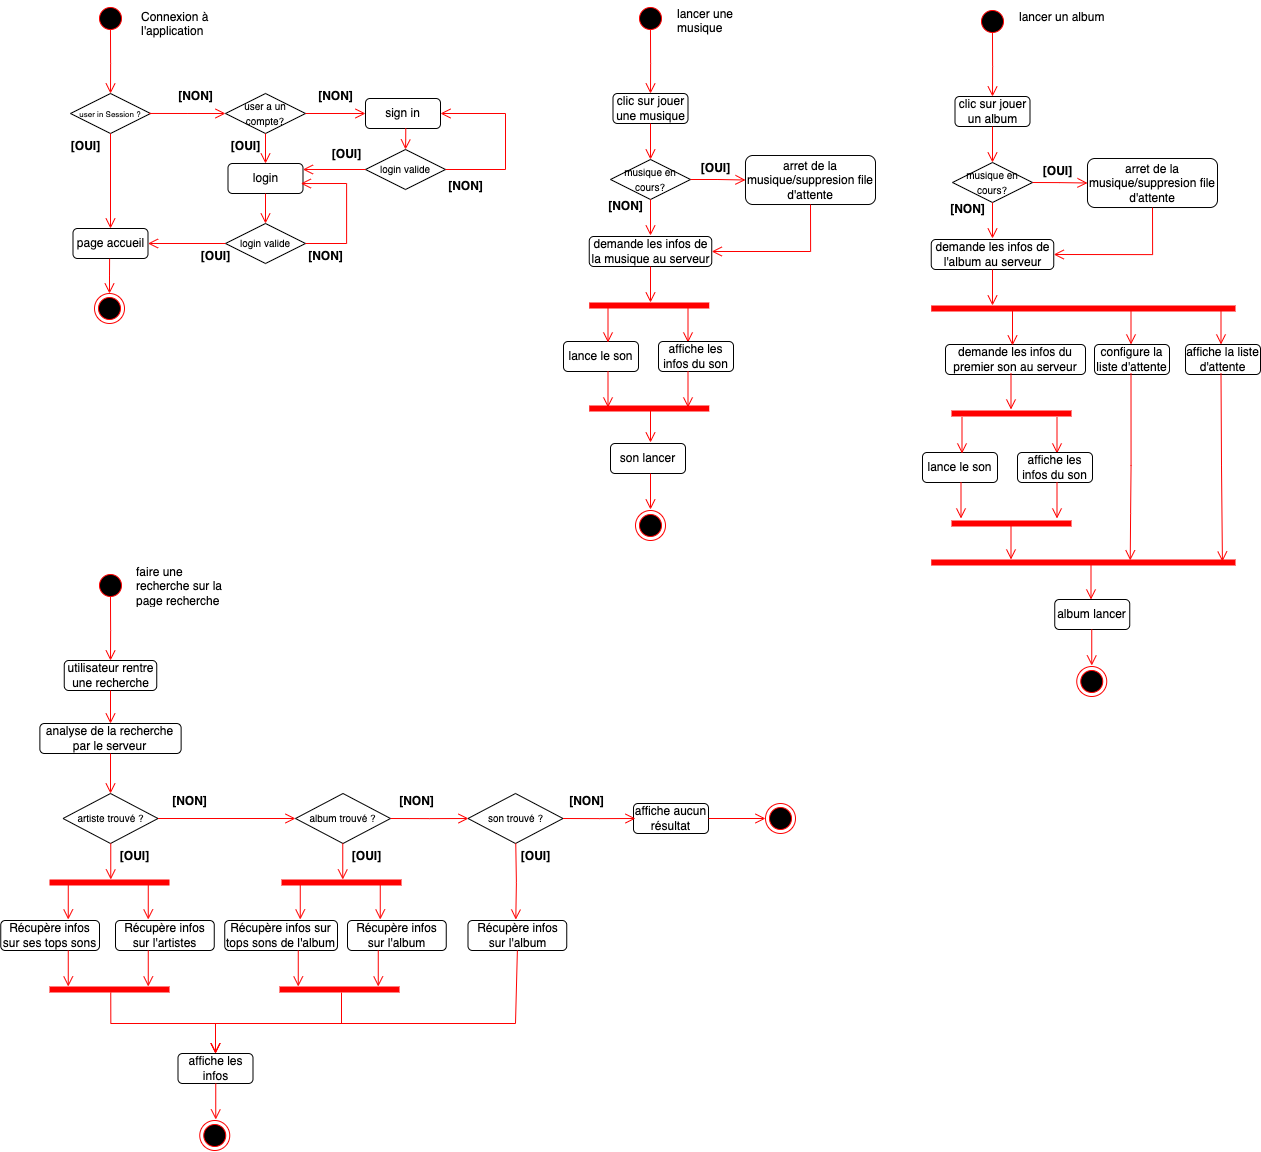 Connexion à
l'application
user in Session ?
[NON]
user a un
compte?
[NON]
sign in
[OUI]
[OUI]
[OUI]
login valide
[NON]
login
page accueil
[OUI]
login valide
[NON]
lancer une
musique
clic sur jouer
une musique
musique en
cours?
[OUI]
arret de la
musique/suppresion file
d'attente
[NON]
demande les infos de
la musique au serveur
lance le son
affiche les
infos du son
son lancer
lancer un album
clic sur jouer
un album
musique en
cours?
[OUI]
arret de la
musique/suppresion file
d'attente
[NON]
demande les infos de
l'album au serveur
demande les infos du
premier son au serveur
configure la
liste d'attente
affiche la liste
d'attente
lance le son
affiche les
infos du son
album lancer
faire une
recherche sur la
page recherche
utilisateur rentre
une recherche
analyse de la recherche
par le serveur
artiste trouvé ?
[NON]
album trouvé ?
[NON]
son trouvé ?
[NON]
affiche aucun
résultat
[OUI]
[OUI]
[OUI]
Récupère infos
sur ses tops sons
Récupère infos
sur l'artistes
Récupère infos sur
tops sons de l'album
Récupère infos
sur l'album
Récupère infos
sur l'album
affiche les
infos